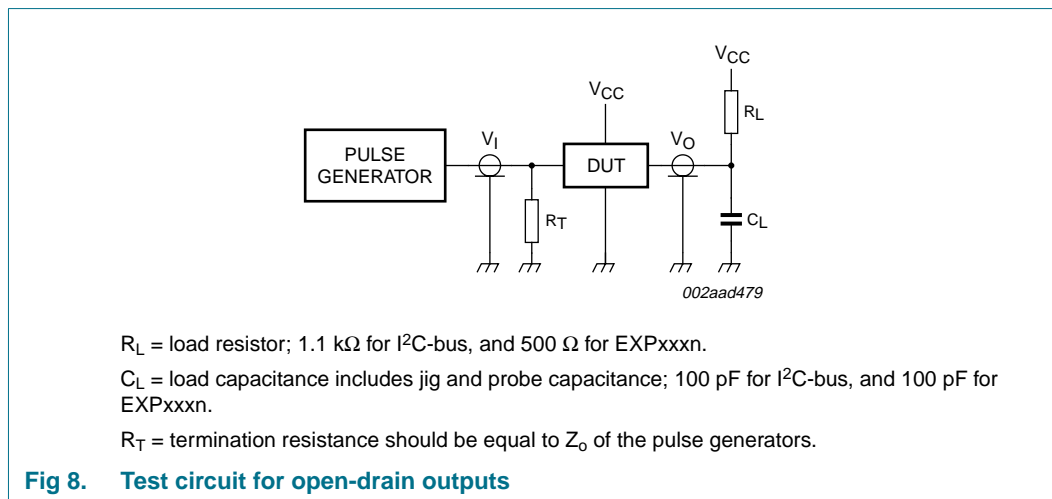 VCC
VCC
RL
VI
VO
PULSE
GENERATOR
DUT
RT
CL
002aad479
RL = load resistor; 1.1 kΩ for I²C-bus, and 500 Ω for EXPxxxn.
CL = load capacitance includes jig and probe capacitance; 100 pF for I²C-bus, and 100 pF for
EXPxxxn.
RT = termination resistance should be equal to Zo of the pulse generators.
Fig 8. Test circuit for open-drain outputs